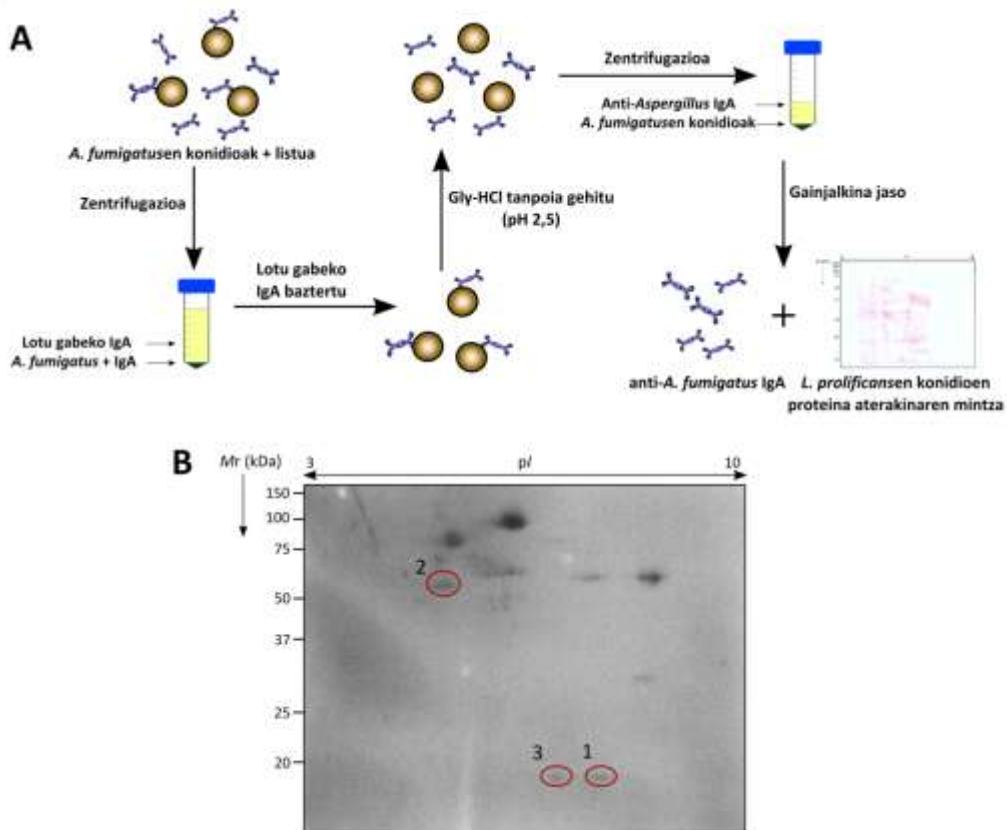 A
A. fumigatusen konidioak + listua
Zentrifugazioa
Lotu gabeko IgA
A. fumigatus + IgA
Lotu gabeko
IgA baztertu
Gly-HCl tanpoia gehitu
(pH 2,5)
Zentrifugazioa
Anti-Aspergillus IgA
A. fumigatusen konidioak
Gainjalkina jaso
+
anti-A. fumigatus IgA
L. prolificansen konidioen
proteina aterakinaren mintza
B
Mr (kDa)
3
pI
10
150
100
75
50
37
25
20
2
3
1